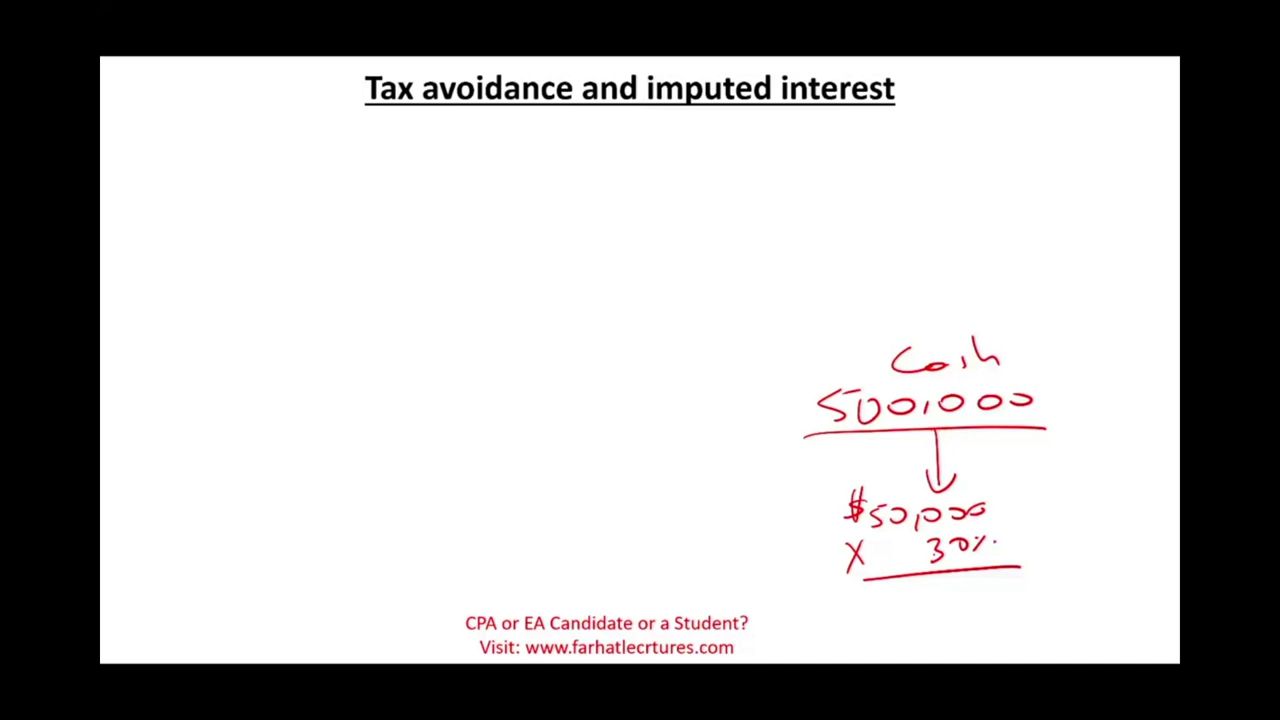 Tax avoidance and imputed interest
Cash
500,000
$50,000
X 30%
CPA or EA Candidate or a Student?
Visit: www.farhatlecrtures.com